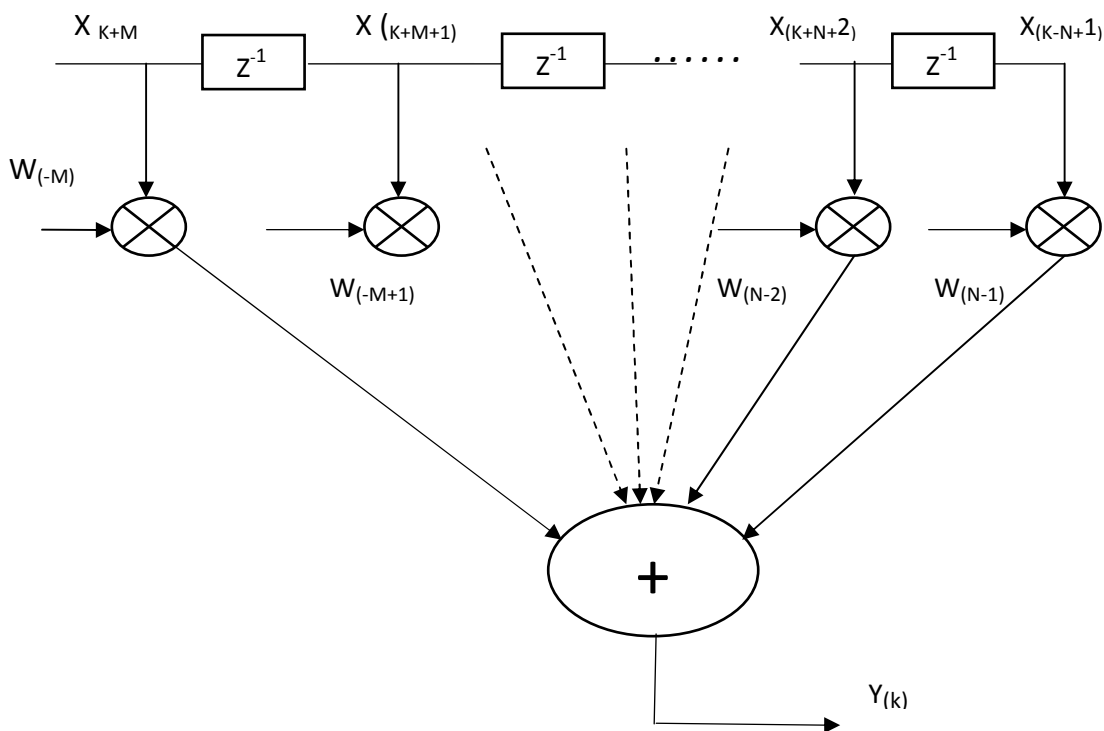 X K+M X (K+M+1) X(K+N+2) X(K-N+1)
Z-1 Z-1 ...... Z-1
W(-M)
W(-M+1) W(N-2) W(N-1)
+
Y(k)